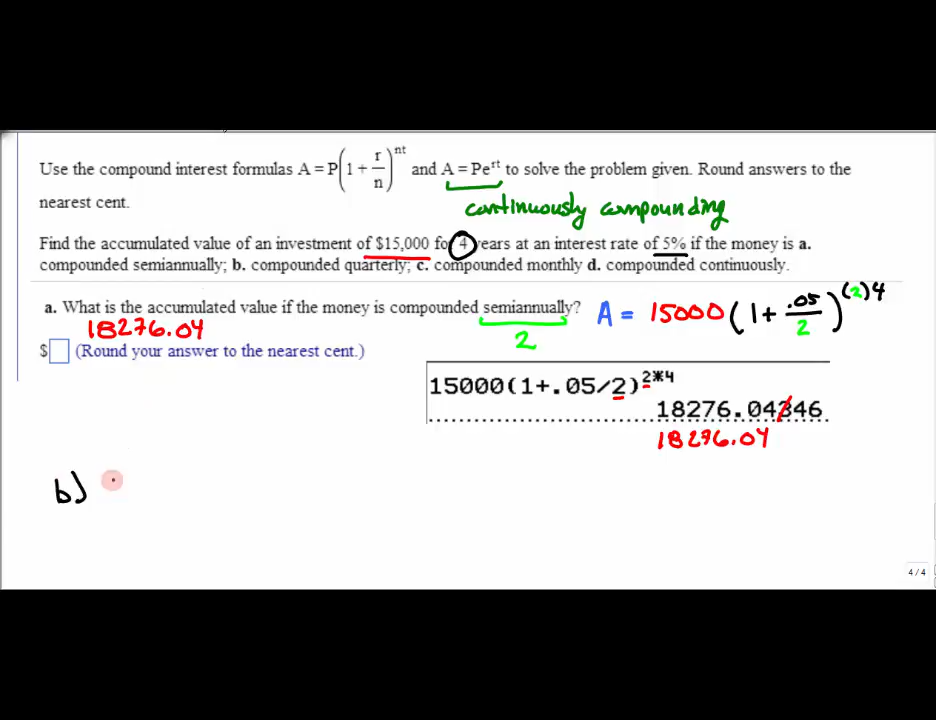 Use the compound interest formulas A = P(1 + r/n)^nt and A = Pe^rt to solve the problem given. Round answers to the
nearest cent.
continuously compounding
Find the accumulated value of an investment of $15,000 for 4 years at an interest rate of 5% if the money is a.
compounded semiannually; b. compounded quarterly; c. compounded monthly d. compounded continuously.
a. What is the accumulated value if the money is compounded semiannually?
A = 15000(1 + .05/2)^(2)4
18276.04
2
$ (Round your answer to the nearest cent.)
15000(1+.05/2)^2*4
18276.04346
18276.04
b)
4/4